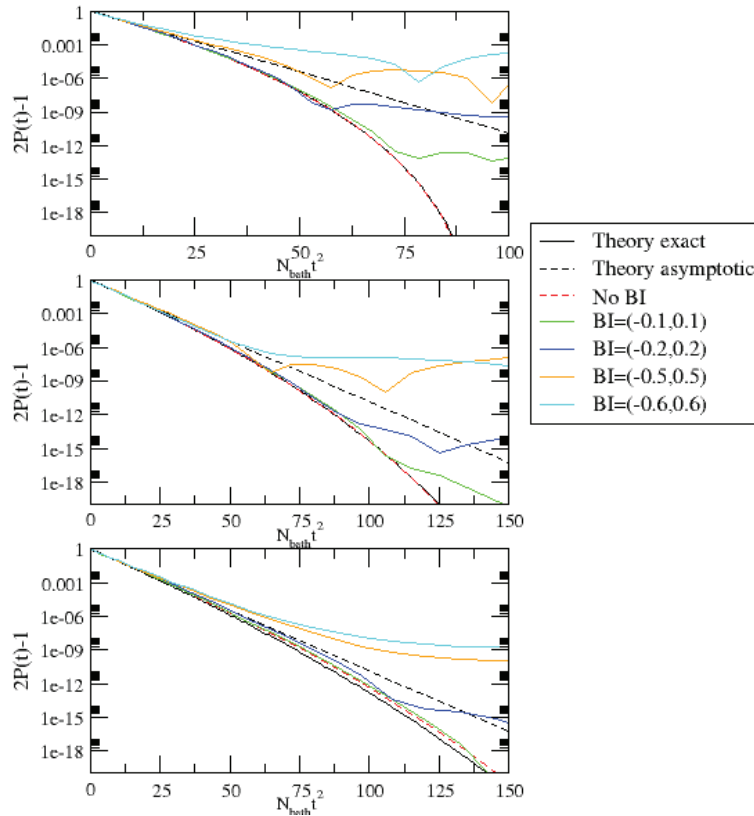 1
0.001
1e-06
1e-09
1e-12
1e-15
1e-18
2P(t)-1
0 25 50 75 100
N_bath t^2
1
0.001
1e-06
1e-09
1e-12
1e-15
1e-18
2P(t)-1
0 25 50 75 100 125 150
N_bath t^2
1
0.001
1e-06
1e-09
1e-12
1e-15
1e-18
2P(t)-1
0 25 50 75 100 125 150
N_bath t^2
Theory exact
Theory asymptotic
No BI
BI=(-0.1,0.1)
BI=(-0.2,0.2)
BI=(-0.5,0.5)
BI=(-0.6,0.6)